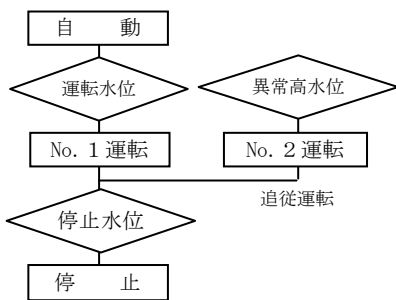 自　　動
運転水位
異常高水位
No. 1 運転
No. 2 運転
追従運転
停止水位
停　　止